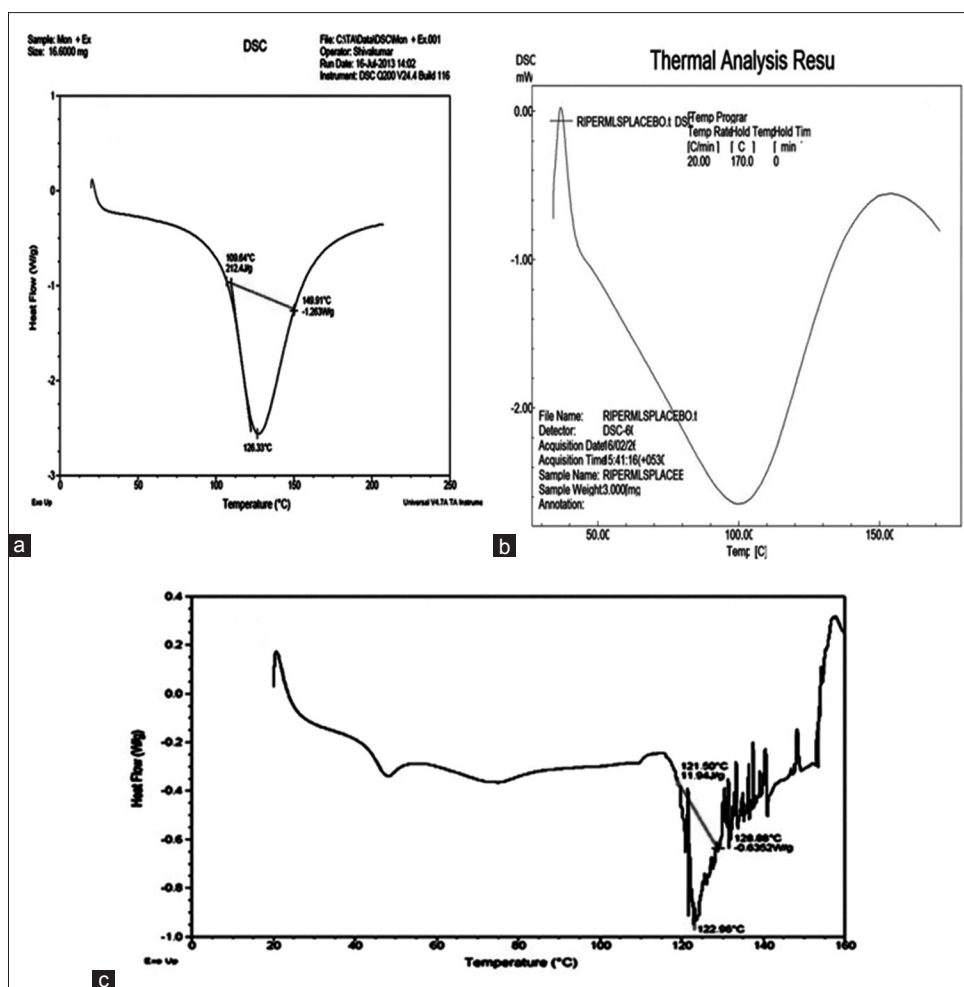 Sample: Mon + Ex
Size: 16.6000 mg
DSC
File: C:\TA\Data\DSC\Mon + Ex.001
Operator: Shivakumar
Run Date: 16-Jul-2013 14:02
Instrument: DSC Q200 V24.4 Build 116
1
0
-1
-2
-3
Heat Flow (W/g)
109.64°C
212.4J/g
149.91°C
-1.263W/g
126.33°C
0
50
100
150
200
250
Exo Up
Temperature (°C)
Universal V4.7A TA Instrume
a
DSC
mW
Thermal Analysis Resu
0.00
-1.00
-2.00
RIPERMLSPLACEBO.t DS
Temp Prograr
Temp Rate Hold Temp Hold Tim
[C/min] [ C ] [ min
20.00 170.0 0
File Name: RIPERMLSPLACEBO.t
Detector: DSC-6(
Acquisition Date 16/02/26
Acquisition Time 15:41:16(+053(
Sample Name: RIPERMLSPLACEE
Sample Weight: 3.000[mg
Annotation:
50.00
100.00
150.00
Temp [C]
b
0.4
0.2
0.0
-0.2
-0.4
-0.6
-0.8
-1.0
Heat Flow (W/g)
121.50°C
11.94J/g
128.88°C
-0.6352W/g
122.96°C
0
20
40
60
80
100
120
140
160
Exo Up
Temperature (°C)
c